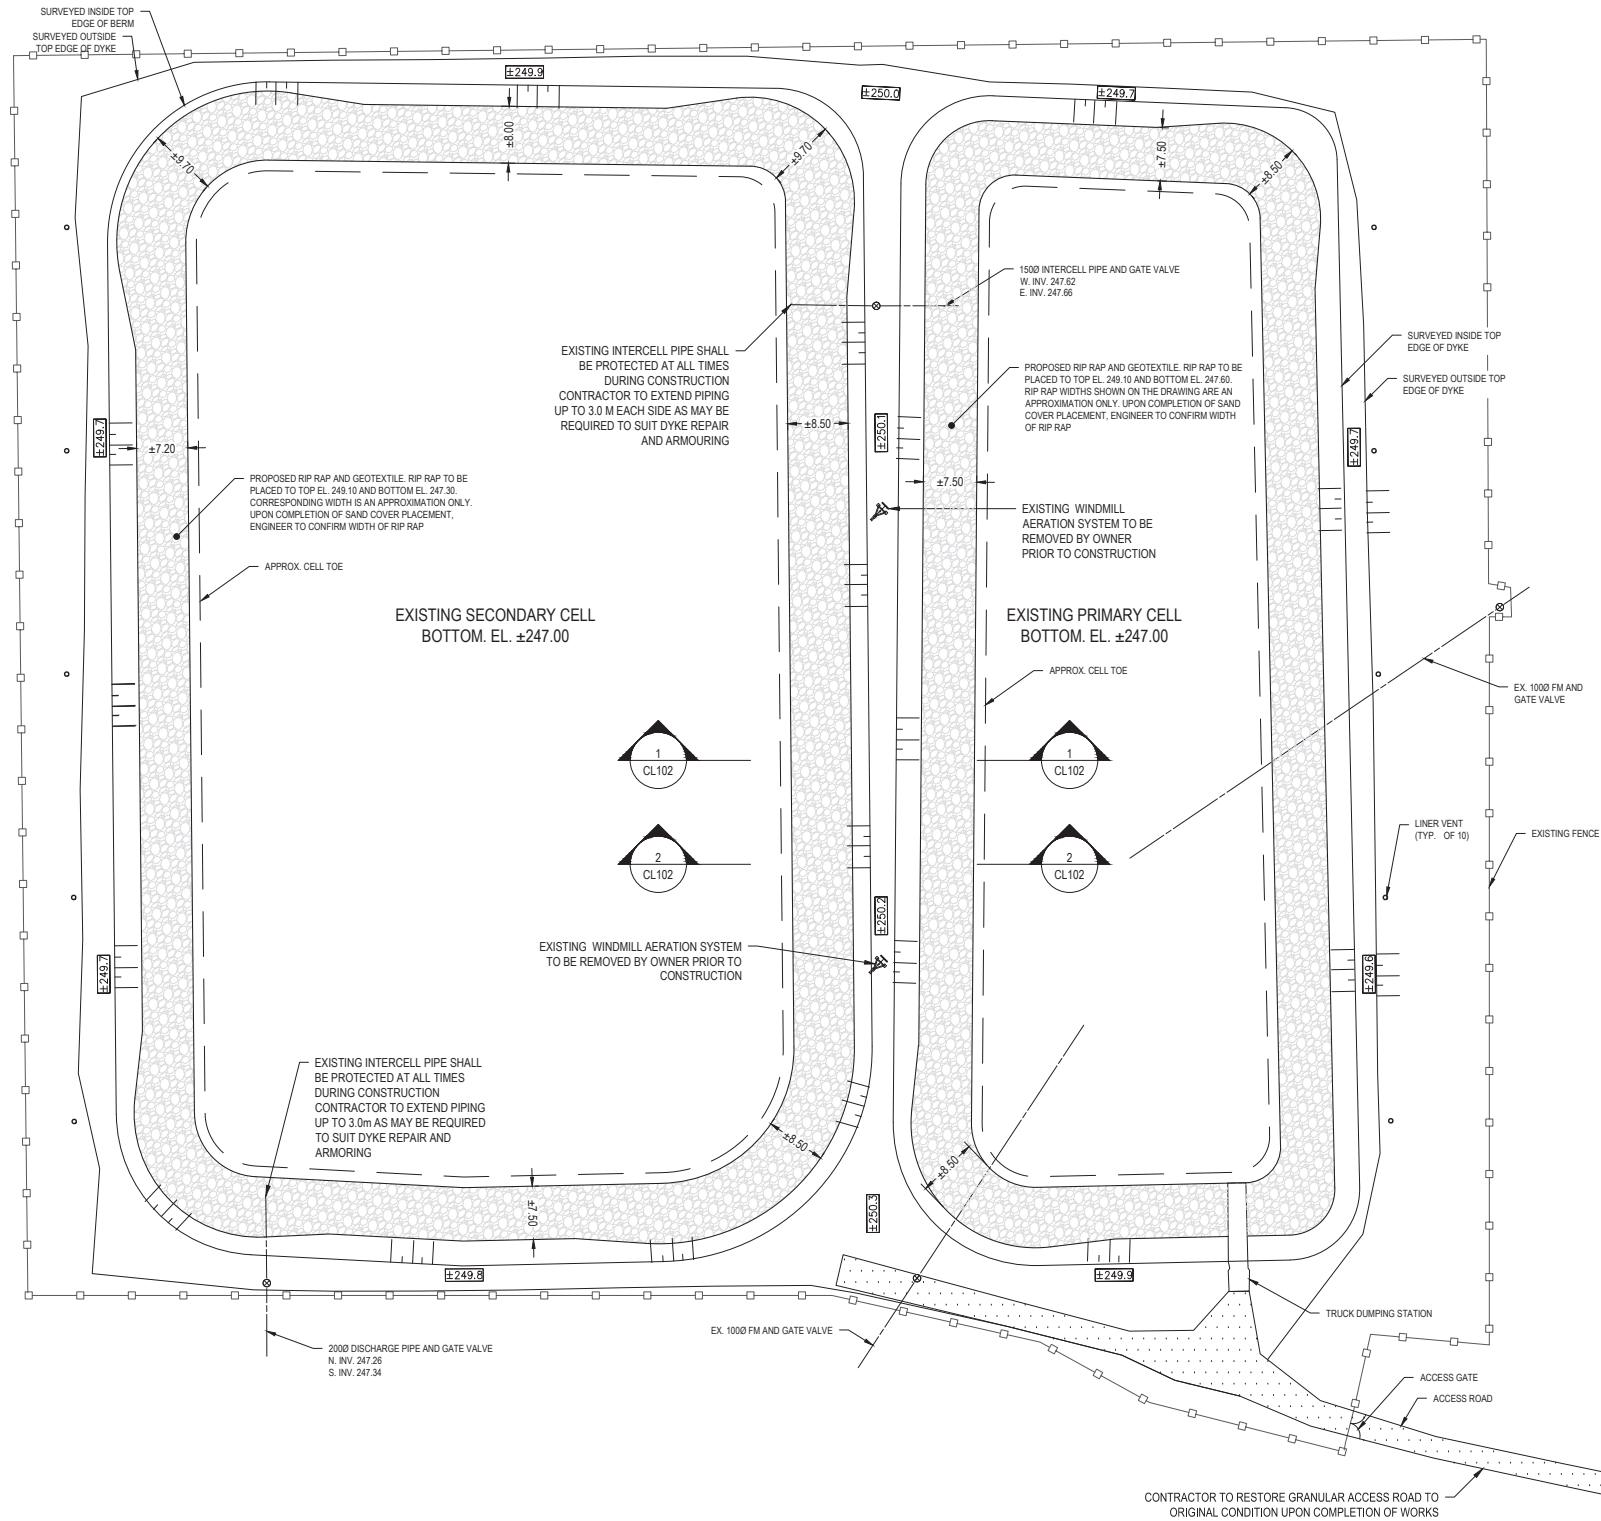 SURVEYED INSIDE TOP
EDGE OF BERM
SURVEYED OUTSIDE
TOP EDGE OF DYKE
±249.9
±250.0
±249.7
±8.00
±9.70
±9.70
±7.50
±8.50
150Ø INTERCELL PIPE AND GATE VALVE
W. INV. 247.62
E. INV. 247.66
EXISTING INTERCELL PIPE SHALL
BE PROTECTED AT ALL TIMES
DURING CONSTRUCTION
CONTRACTOR TO EXTEND PIPING
UP TO 3.0 M EACH SIDE AS MAY BE
REQUIRED TO SUIT DYKE REPAIR
AND ARMOURING
SURVEYED INSIDE TOP
EDGE OF DYKE
SURVEYED OUTSIDE TOP
EDGE OF DYKE
PROPOSED RIP RAP AND GEOTEXTILE. RIP RAP TO BE
PLACED TO TOP EL. 249.10 AND BOTTOM EL. 247.60.
RIP RAP WIDTHS SHOWN ON THE DRAWING ARE AN
APPROXIMATION ONLY. UPON COMPLETION OF SAND
COVER PLACEMENT, ENGINEER TO CONFIRM WIDTH
OF RIP RAP
±249.7
±7.20
±8.50
±250.1
±249.7
±7.50
PROPOSED RIP RAP AND GEOTEXTILE. RIP RAP TO BE
PLACED TO TOP EL. 249.10 AND BOTTOM EL. 247.30.
CORRESPONDING WIDTH IS AN APPROXIMATION ONLY.
UPON COMPLETION OF SAND COVER PLACEMENT,
ENGINEER TO CONFIRM WIDTH OF RIP RAP
EXISTING WINDMILL
AERATION SYSTEM TO BE
REMOVED BY OWNER
PRIOR TO CONSTRUCTION
APPROX. CELL TOE
EXISTING SECONDARY CELL
BOTTOM. EL. ±247.00
EXISTING PRIMARY CELL
BOTTOM. EL. ±247.00
APPROX. CELL TOE
EX. 100Ø FM AND
GATE VALVE
1
CL102
1
CL102
2
CL102
2
CL102
LINER VENT
(TYP. OF 10)
EXISTING FENCE
±250.2
EXISTING WINDMILL AERATION SYSTEM
TO BE REMOVED BY OWNER PRIOR TO
CONSTRUCTION
±249.7
±249.6
EXISTING INTERCELL PIPE SHALL
BE PROTECTED AT ALL TIMES
DURING CONSTRUCTION
CONTRACTOR TO EXTEND PIPING
UP TO 3.0m AS MAY BE REQUIRED
TO SUIT DYKE REPAIR AND
ARMORING
±8.50
±8.50
±7.50
±250.3
±249.8
±249.9
TRUCK DUMPING STATION
EX. 100Ø FM AND GATE VALVE
200Ø DISCHARGE PIPE AND GATE VALVE
N. INV. 247.26
S. INV. 247.34
ACCESS GATE
ACCESS ROAD
CONTRACTOR TO RESTORE GRANULAR ACCESS ROAD TO
ORIGINAL CONDITION UPON COMPLETION OF WORKS